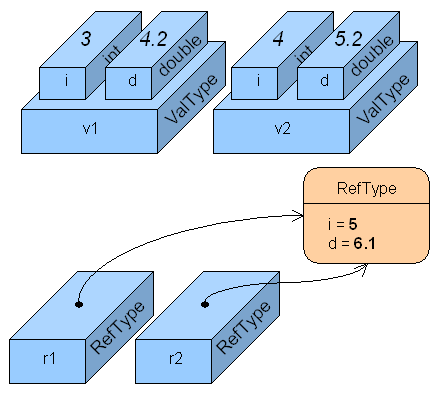 3 int 4.2 double 4 int 5.2 double
i d ValType i d ValType
v1 v2
RefType
i = 5
d = 6.1
r1 RefType r2 RefType